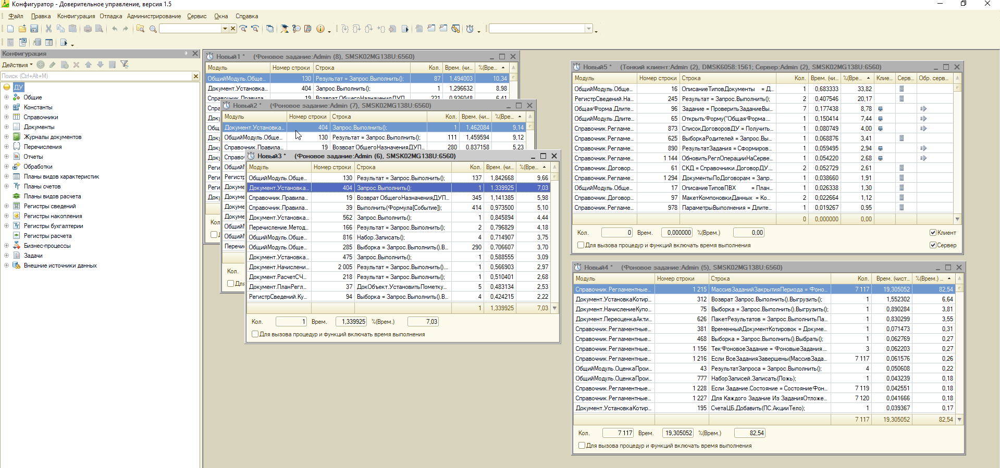 Конфигуратор - Доверительное управление, версия 1.5
Файл Правка Конфигурация Отладка Администрирование Сервис Окна Справка
Конфигурация
Действия
Поиск (Ctrl+Alt+M)
ДУ
Общие
Константы
Справочники
Документы
Журналы документов
Перечисления
Отчеты
Обработки
Планы видов характеристик
Планы счетов
Планы видов расчета
Регистры сведений
Регистры накопления
Регистры бухгалтерии
Регистры расчета
Бизнес-процессы
Задачи
Внешние источники данных
Новый1 * (Фоновое задание:Admin (8), SMSK02MG138U:6560)
Модуль Номер строки Строка Кол. Врем. (чи... %(Вре...
ОбщийМодуль.Обще... 130 Результат = Запрос.Выполнить(); 87 1,494003 10,34
Документ.Установка... 404 Запрос.Выполнить(); 1 1,296632 8,98
Справочник.Правила... 19 Возврат ОбщегоНазначенияДУП... 221 0,926048 6,41
Спра
Доку
Общ
Доку
Доку
Доку
Реги
Доку
Реги
Доку
Кол
Новый2 * (Фоновое задание:Admin (7), SMSK02MG138U:6560)
Модуль Номер строки Строка Кол. Врем. (чи... %(Вре...
Документ.Установка... 404 Запрос.Выполнить(); 1 1,462084 9,14
ОбщийМодуль.Обще... 130 Результат = Запрос.Выполнить(); 111 1,459594 9,12
Справочник.Правила... 19 Возврат ОбщегоНазначенияДУП... 280 0,837158 5,23
Справо
ОбщийМ
Регистр
Докуме
Докуме
Докуме
Докуме
ОбщийМ
ОбщийМ
Перечис
Кол.
Для
Новый3 * (Фоновое задание:Admin (6), SMSK02MG138U:6560)
Модуль Номер строки Строка Кол. Врем. (чи... %(Вре...
ОбщийМодуль.Обще... 130 Результат = Запрос.Выполнить(); 137 1,842668 9,66
Документ.Установка... 404 Запрос.Выполнить(); 1 1,339925 7,03
Справочник.Правила... 19 Возврат ОбщегоНазначенияДУП... 345 1,141385 5,98
Справочник.Правила... 39 Выполнить(Формула[Событие]); 414 0,973500 5,10
Документ.Установка... 562 Запрос.Выполнить(); 1 0,845894 4,44
Перечисление.Метод... 166 Результат = Запрос.Выполнить(); 2 0,796829 4,18
ОбщийМодуль.Обще... 816 Набор.Записать(); 4 0,714907 3,75
ОбщийМодуль.Обще... 285 Выборка = Запрос.Выполнить().В... 290 0,706607 3,70
Документ.Установка... 475 Запрос.Выполнить(); 1 0,588555 3,09
Документ.Начислени... 2 005 Результат = Запрос.Выполнить(); 1 0,566903 2,97
Документ.РасчетСЧ... 218 Результат = Запрос.Выполнить(); 1 0,510401 2,68
Документ.ПланРегл... 37 ДокОбъект.УстановитьПометку... 5 0,483134 2,53
РегистрСведений.Ку... 94 Выборка = Запрос.Выполнить().В... 4 0,424215 2,22
1 1,339925 7,03
Кол. 1 Врем. 1,339925 %(Врем.) 7,03
Для вызова процедур и функций включать время выполнения
Новый5 * (Тонкий клиент:Admin (2), DMSK6058:1561; Сервер:Admin (2), SMSK02MG138U:6560)
Модуль Номер строки Строка Кол. Врем. (чи... %(Вре... Клие... Серв... Обр. серв...
ОбщийМодуль.Обще... 16 ОписаниеТиповДокументы = Д... 1 0,683333 33,82
РегистрСведений.На... 245 Результат = Запрос.Выполнить(); 2 0,407546 20,17
ОбщаяФорма.Длите... 96 Задание = ПроверитьЗаданиеВы... 7 0,177438 8,78
ОбщийМодуль.Длите... 65 ОткрытьФорму("ОбщаяФорма.... 1 0,150414 7,44
Справочник.Регламе... 873 СписокДоговоровДУ = Получить... 1 0,080749 4,00
Справочник.Регламе... 625 ВыборкаРодителей = Запрос.Вы... 1 0,068876 3,41
Справочник.Регламе... 890 РезультатЗадания = Сформиров... 1 0,059495 2,94
Справочник.Регламе... 1 144 ОбновитьРеглОперацииНаСерве... 1 0,054220 2,68
Справочник.Договор... 61 СКД = Справочники.ДоговорДУ.... 2 0,052729 2,61
Справочник.Регламе... 1 294 ДокументыПоДоговорам = Запр... 1 0,038660 1,91
ОбщийМодуль.Обще... 17 ОписаниеТиповПВХ = План... 1 0,026338 1,30
Справочник.Договор... 97 МакетКомпоновкиДанных = Ко... 2 0,022664 1,12
Справочник.Регламе... 978 ПараметрыВыполнения = Длите... 1 0,019267 0,95
0 0,000000 0,00
Кол. 0 Врем. 0,000000 %(Врем.) 0,00 Клиент
Для вызова процедур и функций включать время выполнения Сервер
Новый4 * (Фоновое задание:Admin (5), SMSK02MG138U:6560)
Модуль Номер строки Строка Кол. Врем. (чист... %(Врем.) ...
Справочник.Регламентные... 1 215 МассивЗаданийЗакрытияПериода = Фоно... 7 117 19,305052 82,54
Документ.УстановкаКотир... 312 Возврат Запрос.Выполнить().Выгрузить(); 1 1,552302 6,64
Документ.НачислениеКупо... 75 Выборка = Запрос.Выполнить().Выгрузить(); 1 0,890284 3,81
Документ.ПереоценкаАкти... 626 ПакетРезультатов = Запрос.ВыполнитьПа... 1 0,830299 3,55
Справочник.Регламентные... 381 ВременныйДокументКотировок = Докуме... 1 0,071473 0,31
Справочник.Регламентные... 468 Выборка = Запрос.Выполнить().Выбрать(); 1 0,062769 0,27
Справочник.Регламентные... 1 156 ТекФоновоеЗадание = ФоновыеЗадания.... 3 0,062203 0,27
Справочник.Регламентные... 1 216 Если ВсеЗаданияЗавершены(МассивЗада... 7 117 0,061576 0,26
ОбщийМодуль.ОценкаПрои... 43 РезультатЗапроса = Запрос.Выполнить(); 4 0,050608 0,22
ОбщийМодуль.ОценкаПрои... 777 НаборЗаписей.Записать(Ложь); 1 0,043239 0,18
Справочник.Регламентные... 1 228 Если Задание.Состояние = СостояниеФон... 7 119 0,042551 0,18
Справочник.Регламентные... 1 227 Для Каждого Задание Из ЗаданияОтложе... 7 120 0,041666 0,18
Документ.УстановкаКотир... 195 СчетаЦБ.Добавить(ПС.АкцииТело); 1 0,039367 0,17
7 117 19,305052 82,54
Кол. 7 117 Врем. 19,305052 %(Врем.) 82,54
Для вызова процедур и функций включать время выполнения